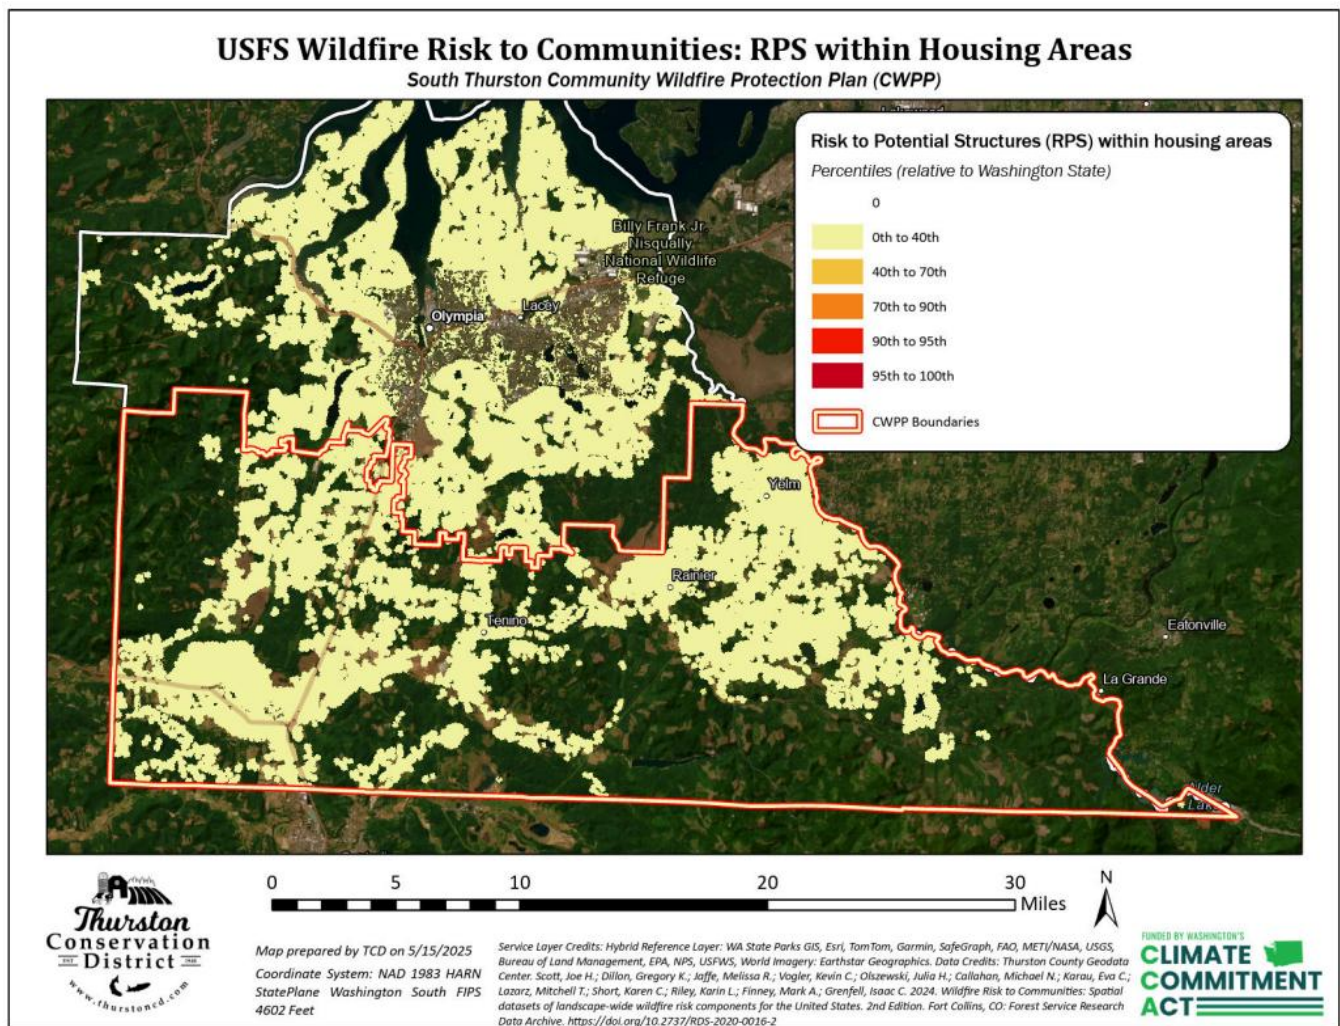 USFS Wildfire Risk to Communities: RPS within Housing Areas
South Thurston Community Wildfire Protection Plan (CWPP)
Risk to Potential Structures (RPS) within housing areas
Percentiles (relative to Washington State)
0
0th to 40th
40th to 70th
70th to 90th
90th to 95th
95th to 100th
CWPP Boundaries
Billy Frank Jr.
Nisqually
National Wildlife
Refuge
Lacey
Olympia
Yelm
Rainier
Tenino
Eatonville
La Grande
Alder
Lake
0 5 10 20 30
Miles
N
Thurston
Conservation
District
EST 1948
www.thurstoncd.com
Map prepared by TCD on 5/15/2025
Coordinate System: NAD 1983 HARN
StatePlane Washington South FIPS
4602 Feet
Service Layer Credits: Hybrid Reference Layer: WA State Parks GIS, Esri, TomTom, Garmin, SafeGraph, FAO, METI/NASA, USGS,
Bureau of Land Management, EPA, NPS, USFWS, World Imagery: Earthstar Geographics. Data Credits: Thurston County Geodata
Center. Scott, Joe H.; Dillon, Gregory K.; Jaffe, Melissa R.; Vogler, Kevin C.; Olszewski, Julia H.; Callahan, Michael N.; Karau, Eva C.;
Lazarz, Mitchell T.; Short, Karen C.; Riley, Karin L.; Finney, Mark A.; Grenfell, Isaac C. 2024. Wildfire Risk to Communities: Spatial
datasets of landscape-wide wildfire risk components for the United States. 2nd Edition. Fort Collins, CO: Forest Service Research
Data Archive. https://doi.org/10.2737/RDS-2020-0016-2
FUNDED BY WASHINGTON'S
CLIMATE
COMMITMENT
ACT